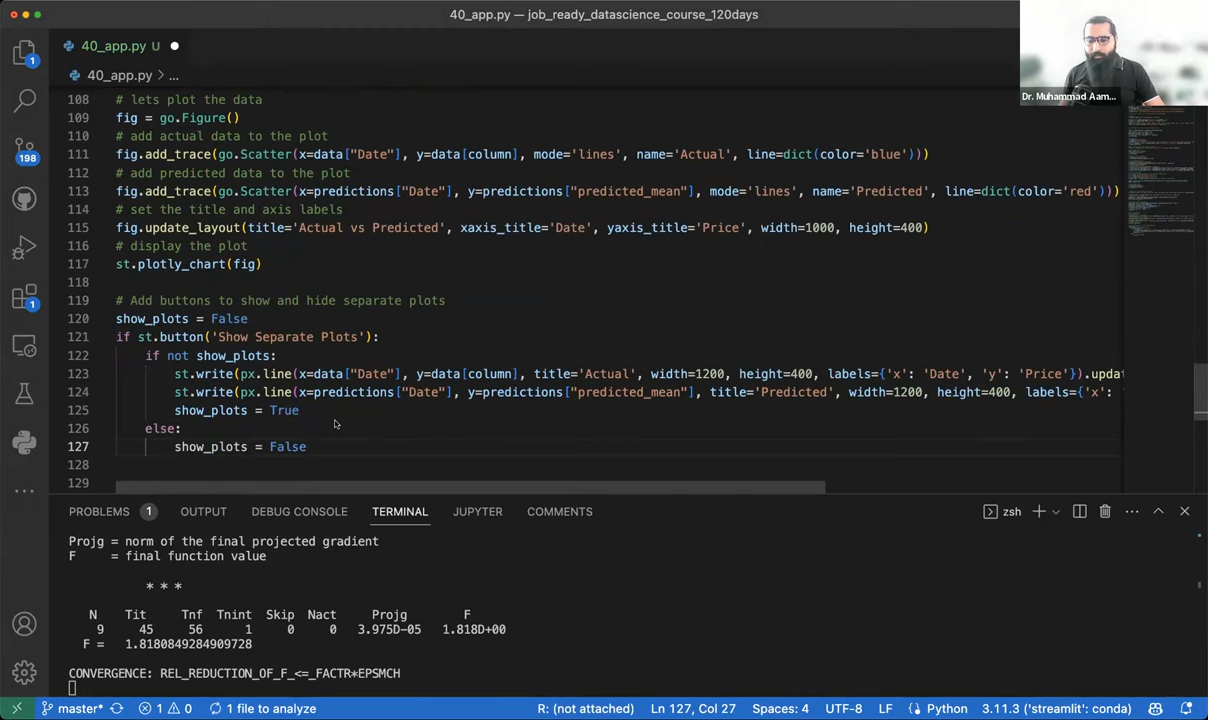 40_app.py — job_ready_datascience_course_120days
40_app.py U
40_app.py > ...
Dr. Muhammad Aam...
108 # lets plot the data
109 fig = go.Figure()
110 # add actual data to the plot
111 fig.add_trace(go.Scatter(x=data["Date"], y=data[column], mode='lines', name='Actual', line=dict(color='blue')))
112 # add predicted data to the plot
113 fig.add_trace(go.Scatter(x=predictions["Date"], y=predictions["predicted_mean"], mode='lines', name='Predicted', line=dict(color='red')))
114 # set the title and axis labels
115 fig.update_layout(title='Actual vs Predicted', xaxis_title='Date', yaxis_title='Price', width=1000, height=400)
116 # display the plot
117 st.plotly_chart(fig)
118
119 # Add buttons to show and hide separate plots
120 show_plots = False
121 if st.button('Show Separate Plots'):
122 if not show_plots:
123 st.write(px.line(x=data["Date"], y=data[column], title='Actual', width=1200, height=400, labels={'x': 'Date', 'y': 'Price'}).upda
124 st.write(px.line(x=predictions["Date"], y=predictions["predicted_mean"], title='Predicted', width=1200, height=400, labels={'x': '
125 show_plots = True
126 else:
127 show_plots = False
128
129
1
198
1
PROBLEMS 1 OUTPUT DEBUG CONSOLE TERMINAL JUPYTER COMMENTS zsh
Projg = norm of the final projected gradient
F = final function value
* * *
N Tit Tnf Tnint Skip Nact Projg F
9 45 56 1 0 0 3.975D-05 1.818D+00
F = 1.8180849284909728
CONVERGENCE: REL_REDUCTION_OF_F_<=_FACTR*EPSMCH
master* 1 0 1 file to analyze R: (not attached) Ln 127, Col 27 Spaces: 4 UTF-8 LF Python 3.11.3 ('streamlit': conda)